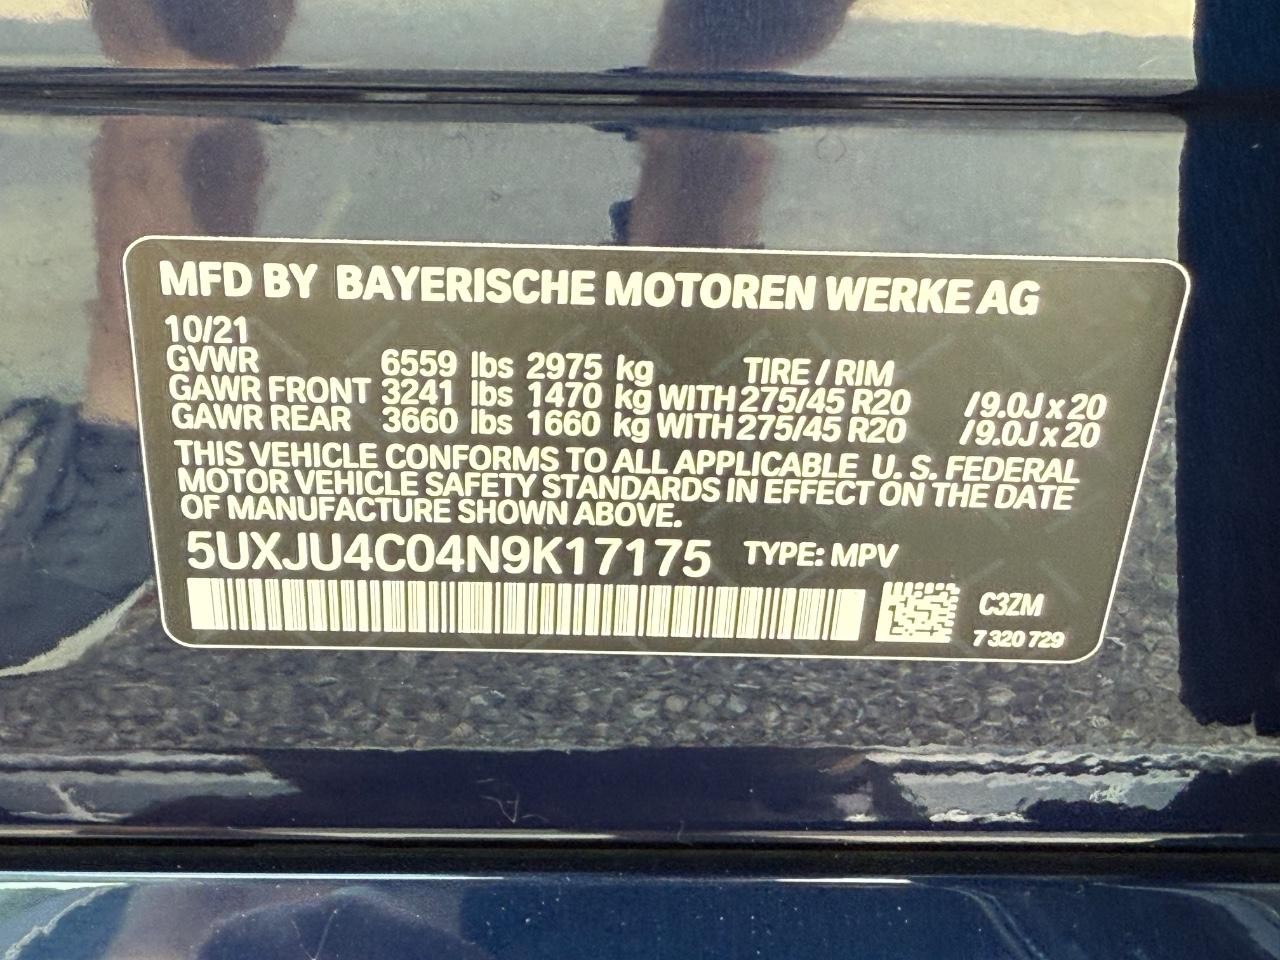 MFD BY BAYERISCHE MOTOREN WERKE AG
10/21
GVWR 6559 lbs 2975 kg TIRE / RIM
GAWR FRONT 3241 lbs 1470 kg WITH 275/45 R20 / 9.0J x 20
GAWR REAR 3660 lbs 1660 kg WITH 275/45 R20 / 9.0J x 20
THIS VEHICLE CONFORMS TO ALL APPLICABLE U. S. FEDERAL
MOTOR VEHICLE SAFETY STANDARDS IN EFFECT ON THE DATE
OF MANUFACTURE SHOWN ABOVE.
5UXJU4C04N9K17175 TYPE: MPV
C3ZM
7 320 729